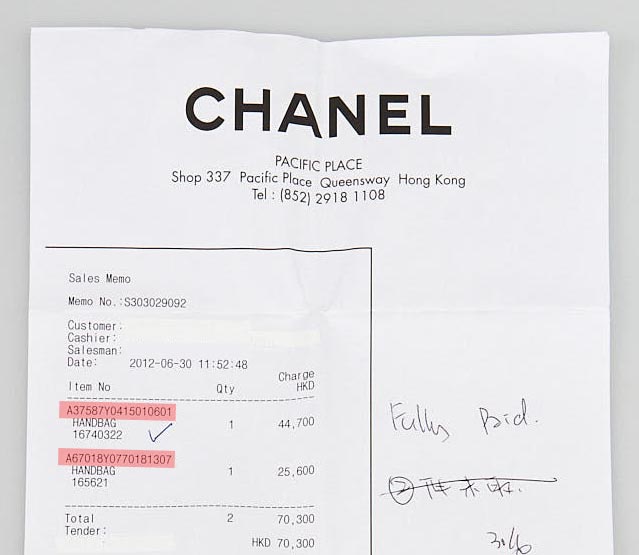 CHANEL
PACIFIC PLACE
Shop 337 Pacific Place Queensway Hong Kong
Tel : (852) 2918 1108
Sales Memo
Memo No.:S303029092
Customer:
Cashier:
Salesman:
Date: 2012-06-30 11:52:48
Item No Qty Charge HKD
A37587Y0415010601
HANDBAG 1 44,700
16740322
A67018Y0770181307
HANDBAG 1 25,600
165621
Total 2 70,300
Tender:
HKD 70,300
Fully Paid.
30/6